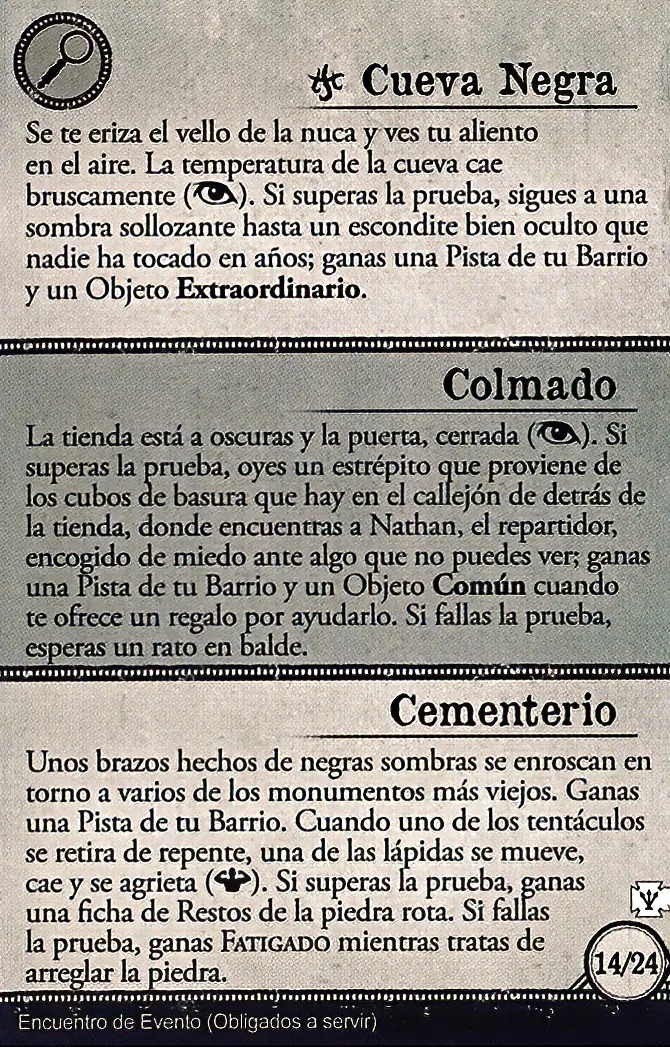 Cueva Negra
Se te eriza el vello de la nuca y ves tu aliento
en el aire. La temperatura de la cueva cae
bruscamente (). Si superas la prueba, sigues a una
sombra sollozante hasta un escondite bien oculto que
nadie ha tocado en años; ganas una Pista de tu Barrio
y un Objeto Extraordinario.
Colmado
La tienda está a oscuras y la puerta, cerrada (). Si
superas la prueba, oyes un estrépito que proviene de
los cubos de basura que hay en el callejón de detrás de
la tienda, donde encuentras a Nathan, el repartidor,
encogido de miedo ante algo que no puedes ver; ganas
una Pista de tu Barrio y un Objeto Común cuando
te ofrece un regalo por ayudarlo. Si fallas la prueba,
esperas un rato en balde.
Cementerio
Unos brazos hechos de negras sombras se enroscan en
torno a varios de los monumentos más viejos. Ganas
una Pista de tu Barrio. Cuando uno de los tentáculos
se retira de repente, una de las lápidas se mueve,
cae y se agrieta (). Si superas la prueba, ganas
una ficha de Restos de la piedra rota. Si fallas
la prueba, ganas FATIGADO mientras tratas de
arreglar la piedra.
14/24
Encuentro de Evento (Obligados a servir)